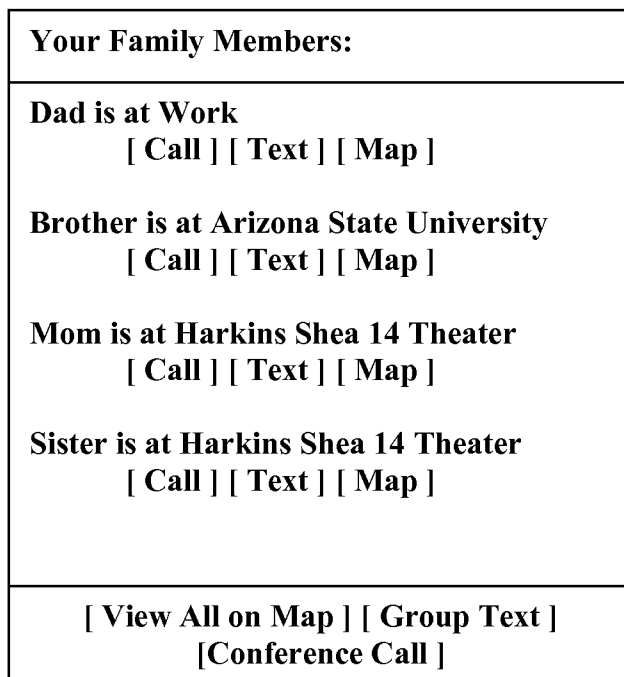 Your Family Members:
Dad is at Work
[ Call ] [ Text ] [ Map ]
Brother is at Arizona State University
[ Call ] [ Text ] [ Map ]
Mom is at Harkins Shea 14 Theater
[ Call ] [ Text ] [ Map ]
Sister is at Harkins Shea 14 Theater
[ Call ] [ Text ] [ Map ]
[ View All on Map ] [ Group Text ]
[Conference Call ]